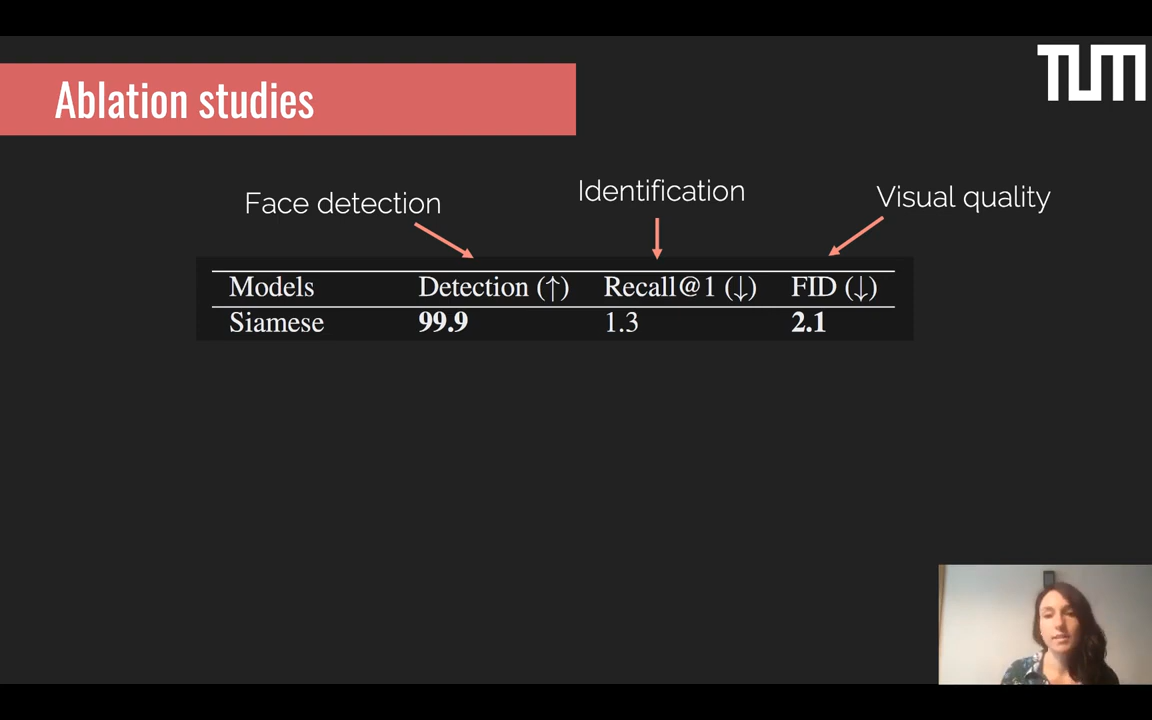 TUM
Ablation studies
Face detection
Identification
Visual quality
Models Detection (↑) Recall@1 (↓) FID (↓)
Siamese 99.9 1.3 2.1